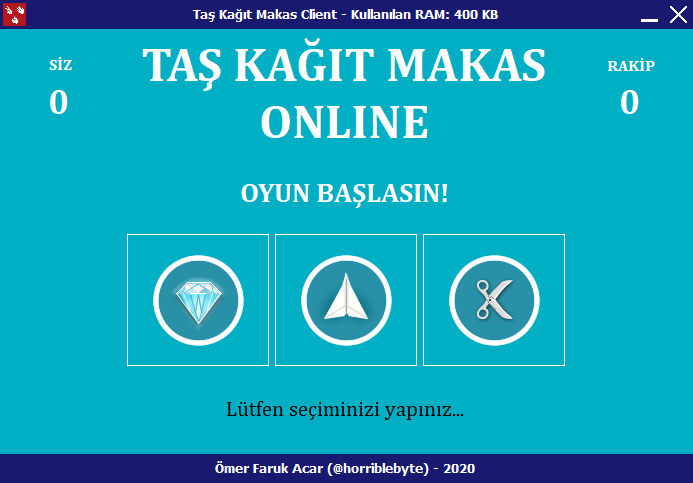 Taş Kağıt Makas Client - Kullanılan RAM: 400 KB
SİZ
0
TAŞ KAĞIT MAKAS
ONLINE
RAKİP
0
OYUN BAŞLASIN!
Lütfen seçiminizi yapınız...
Ömer Faruk Acar (@horriblebyte) - 2020